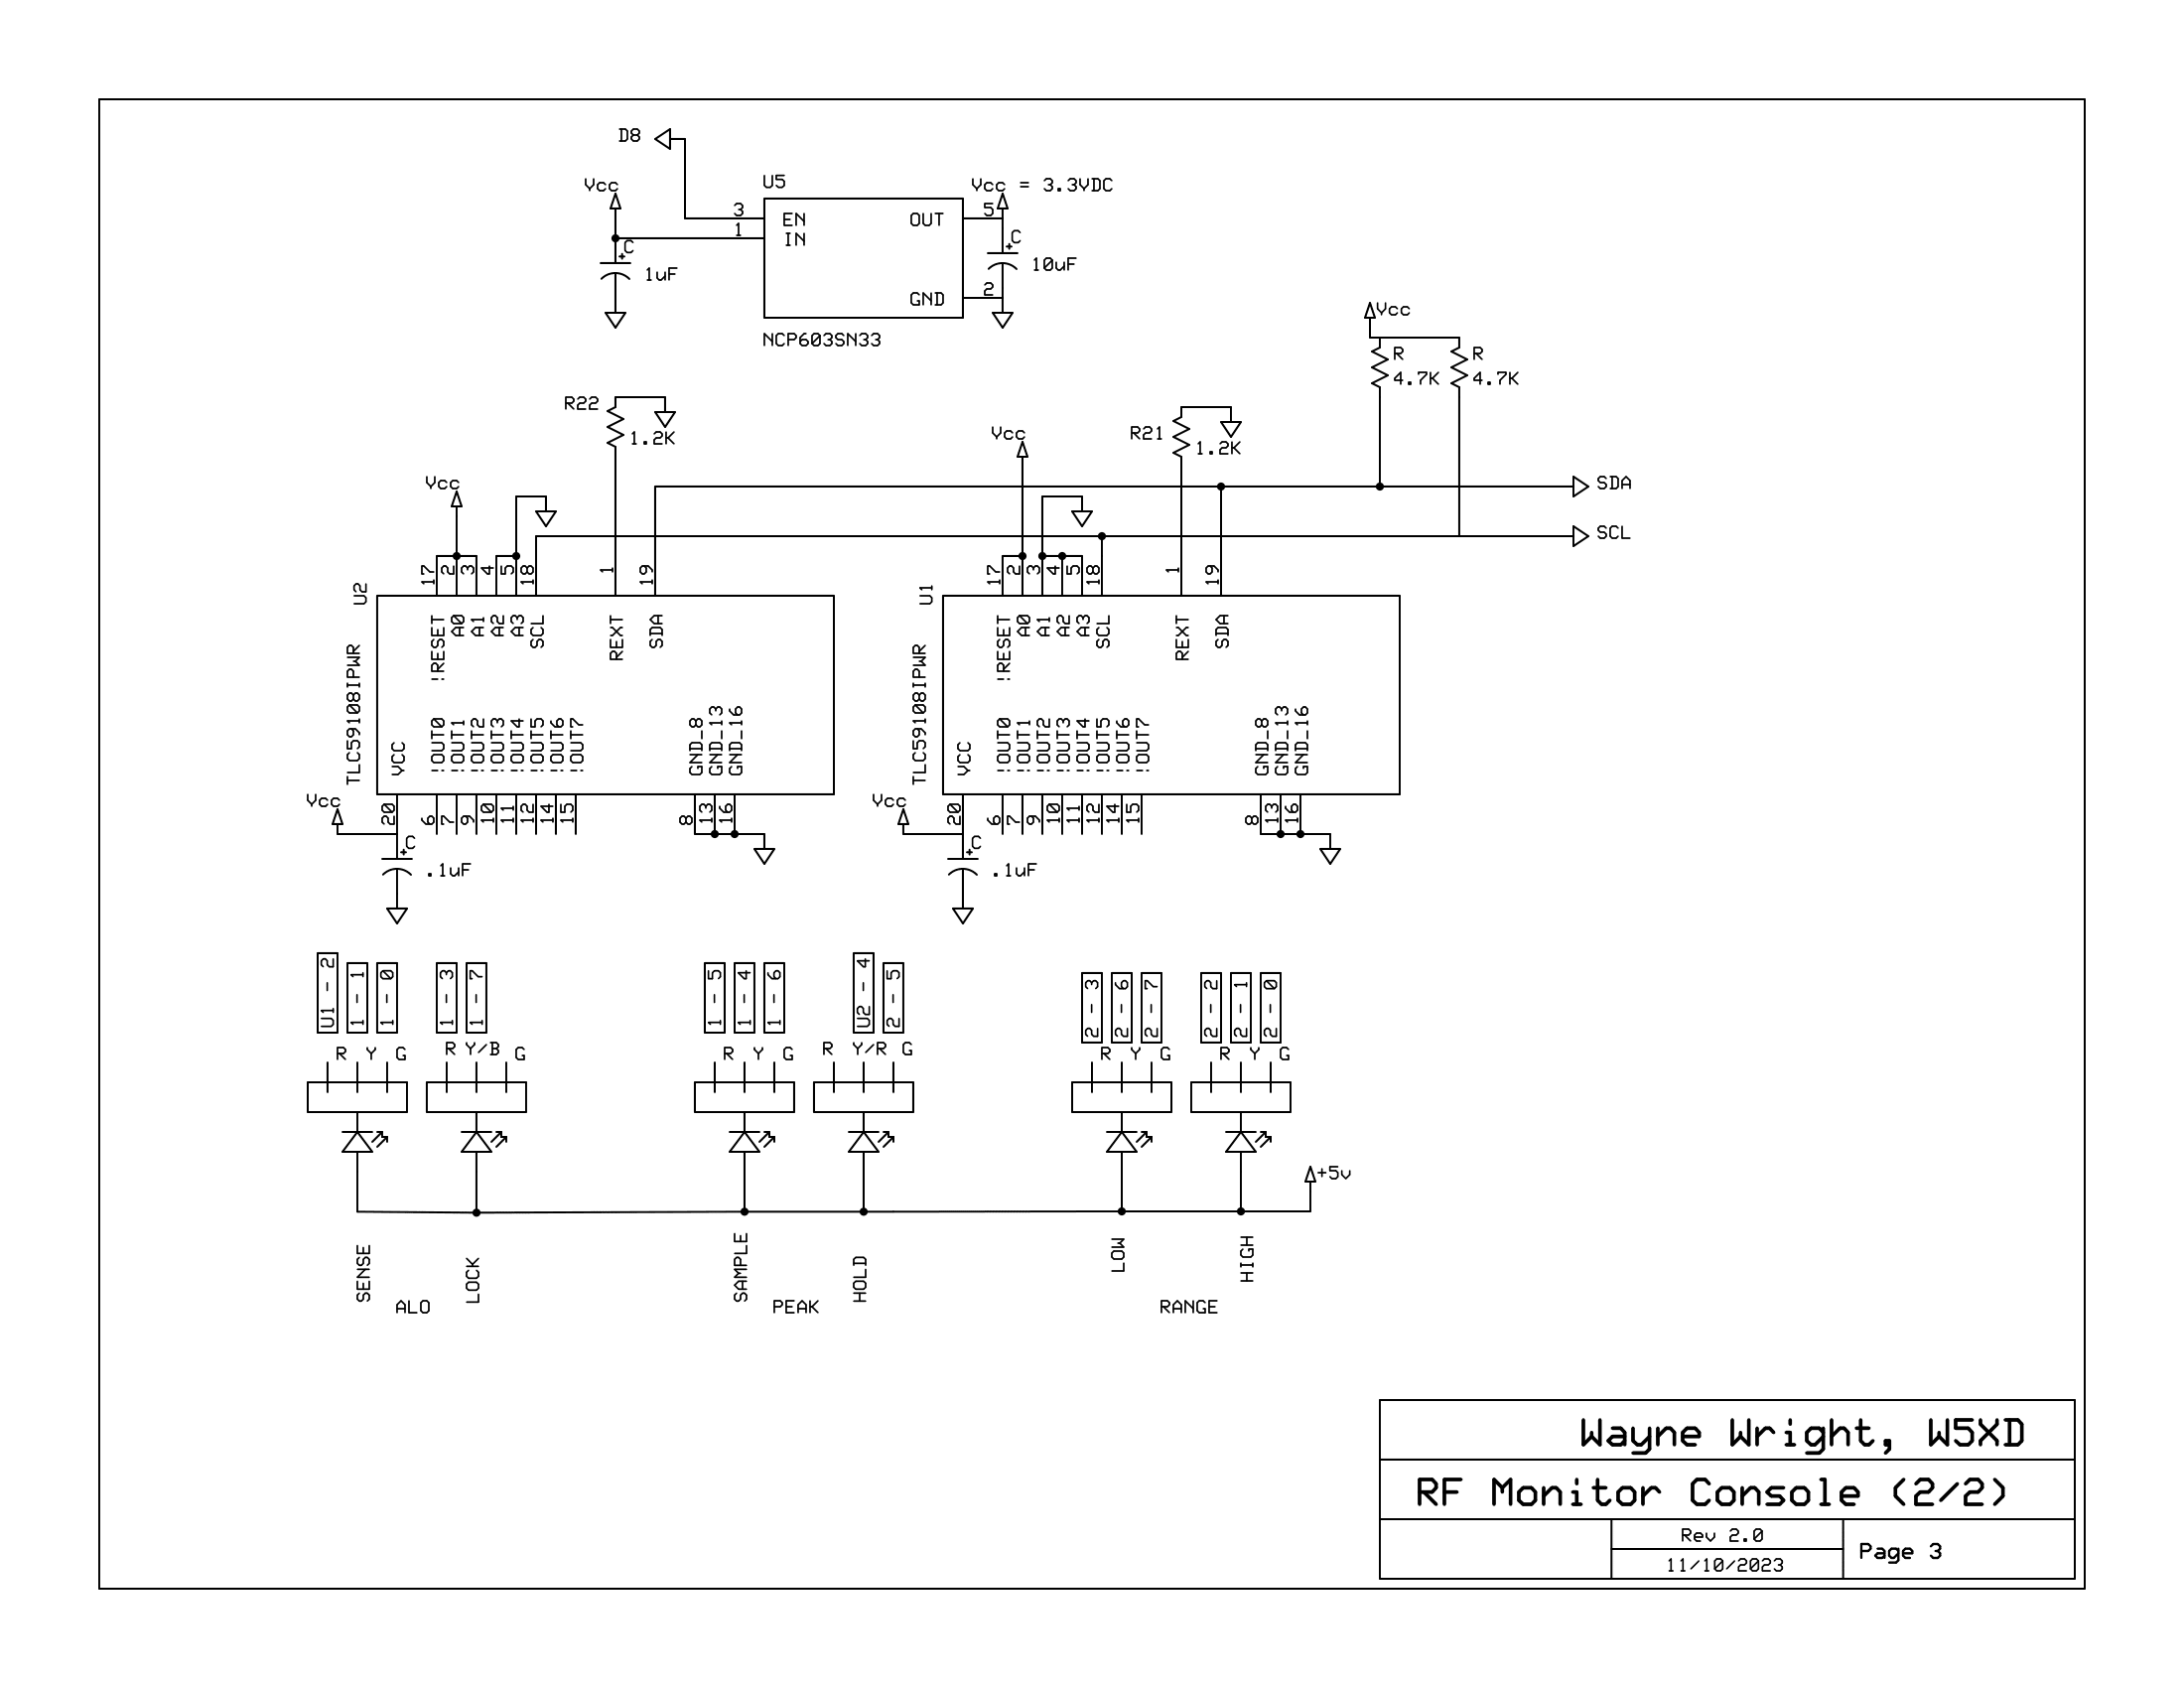 D8
Vcc
U5
Vcc = 3.3VDC
3
EN
OUT
5
1
IN
C
+
1uF
C
+
10uF
GND
2
NCP603SN33
Vcc
R
4.7K
R
4.7K
R22
1.2K
Vcc
R21
1.2K
Vcc
SDA
SCL
17
2
3
4
5
18
1
19
17
2
3
4
5
18
1
19
U2
TLC59108IPWR
!RESET
A0
A1
A2
A3
SCL
REXT
SDA
VCC
!OUT0
!OUT1
!OUT2
!OUT3
!OUT4
!OUT5
!OUT6
!OUT7
GND_8
GND_13
GND_16
U1
TLC59108IPWR
!RESET
A0
A1
A2
A3
SCL
REXT
SDA
VCC
!OUT0
!OUT1
!OUT2
!OUT3
!OUT4
!OUT5
!OUT6
!OUT7
GND_8
GND_13
GND_16
Vcc
20
6
7
9
10
11
12
14
15
8
13
16
C
+
.1uF
Vcc
20
6
7
9
10
11
12
14
15
8
13
16
C
+
.1uF
U1 - 2
1 - 1
1 - 0
1 - 3
1 - 7
1 - 5
1 - 4
1 - 6
U2 - 4
2 - 5
2 - 3
2 - 6
2 - 7
2 - 2
2 - 1
2 - 0
R Y G
R Y/B G
R Y G
R Y/R G
R Y G
R Y G
+5v
SENSE
LOCK
SAMPLE
HOLD
LOW
HIGH
ALO
PEAK
RANGE
Wayne Wright, W5XD
RF Monitor Console (2/2)
Rev 2.0
11/10/2023
Page 3